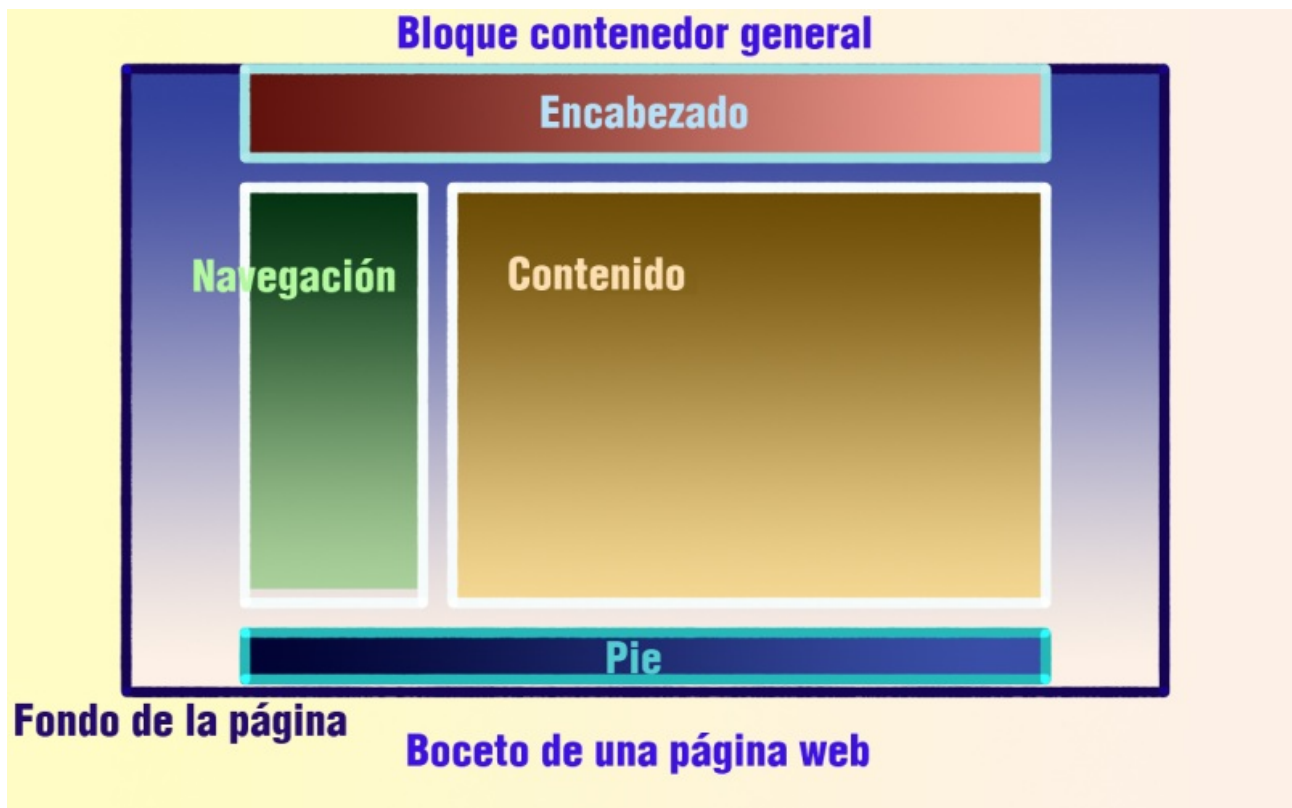 Bloque contenedor general
Encabezado
Navegación
Contenido
Pie
Fondo de la página
Boceto de una página web